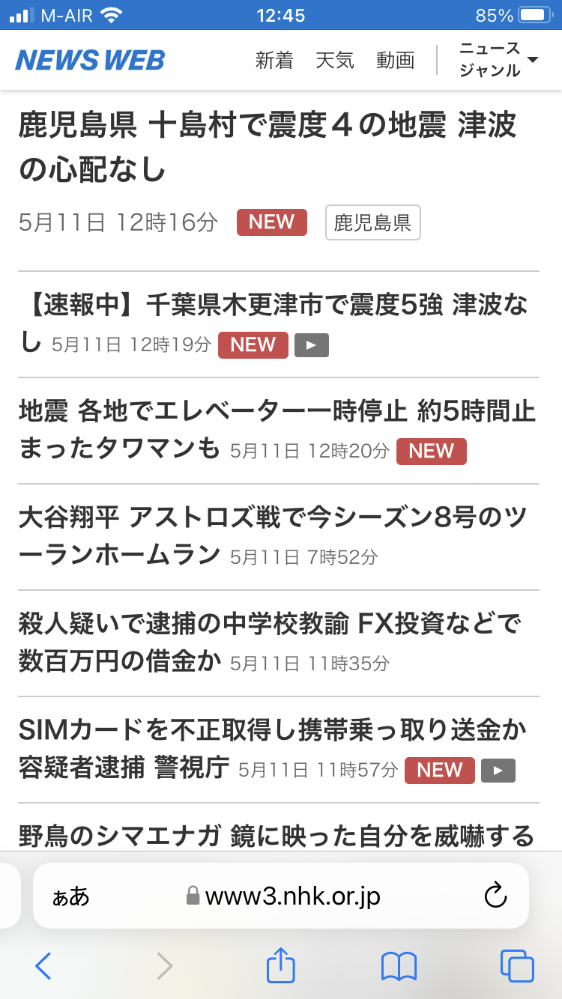 M-AIR 12:45 85%
NEWS WEB 新着 天気 動画 ニュース
ジャンル
鹿児島県 十島村で震度４の地震 津波
の心配なし
5月11日 12時16分 NEW 鹿児島県
【速報中】千葉県木更津市で震度5強 津波な
し 5月11日 12時19分 NEW
地震 各地でエレベーター一時停止 約5時間止
まったタワマンも 5月11日 12時20分 NEW
大谷翔平 アストロズ戦で今シーズン8号のツ
ーランホームラン 5月11日 7時52分
殺人疑いで逮捕の中学校教諭 FX投資などで
数百万円の借金か 5月11日 11時35分
SIMカードを不正取得し携帯乗っ取り送金か
容疑者逮捕 警視庁 5月11日 11時57分 NEW
野鳥のシマエナガ 鏡に映った自分を威嚇する
ぁあ www3.nhk.or.jp